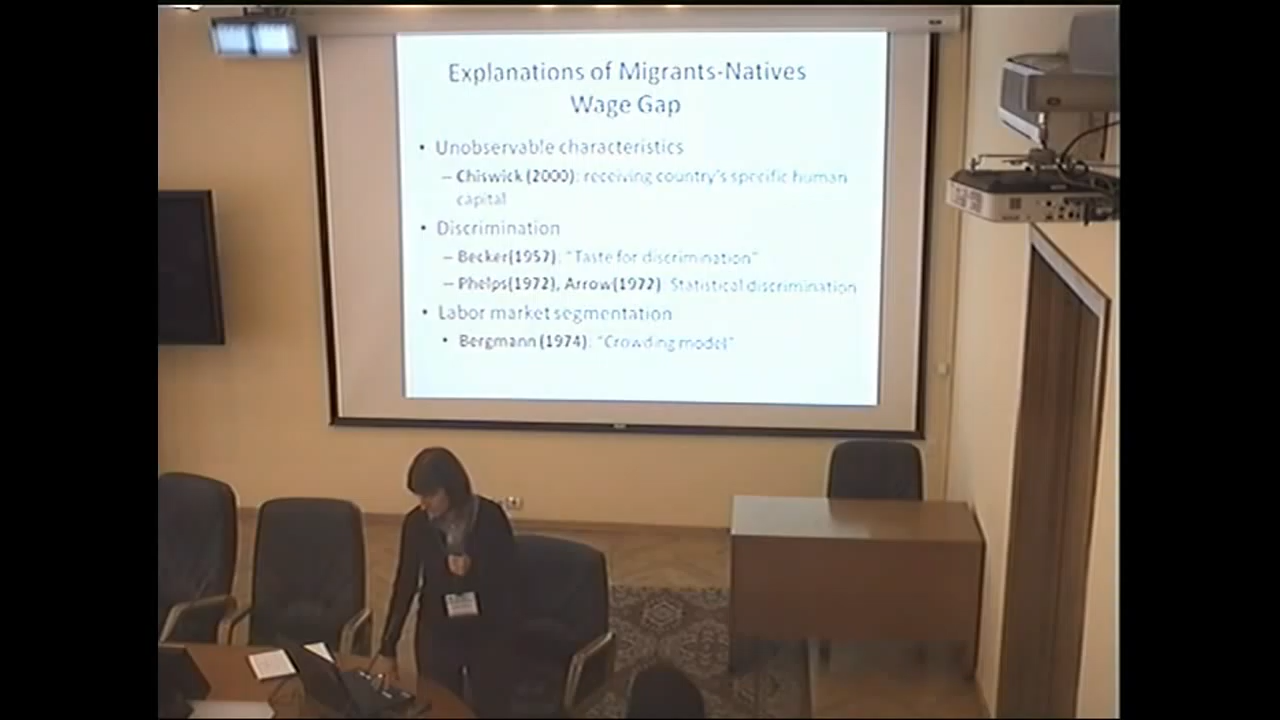 Explanations of Migrants-Natives
Wage Gap
• Unobservable characteristics
– Chiswick (2000): receiving country's specific human
capital
• Discrimination
– Becker(1957): "Taste for discrimination"
– Phelps(1972), Arrow(1972) Statistical discrimination
• Labor market segmentation
• Bergmann (1974): "Crowding model"